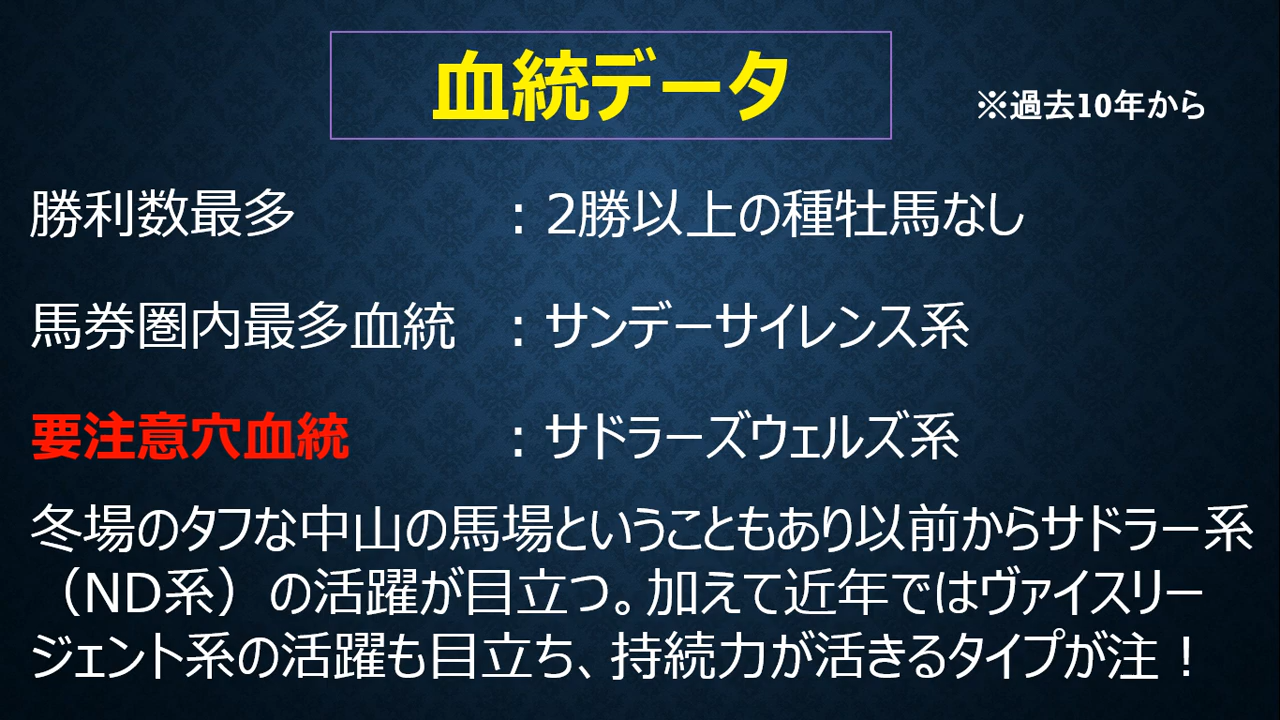 血統データ
※過去10年から
勝利数最多 : 2勝以上の種牡馬なし
馬券圏内最多血統 : サンデーサイレンス系
要注意穴血統 : サドラーズウェルズ系
冬場のタフな中山の馬場ということもあり以前からサドラー系
（ND系）の活躍が目立つ。加えて近年ではヴァイスリー
ジェント系の活躍も目立ち、持続力が活きるタイプが注！